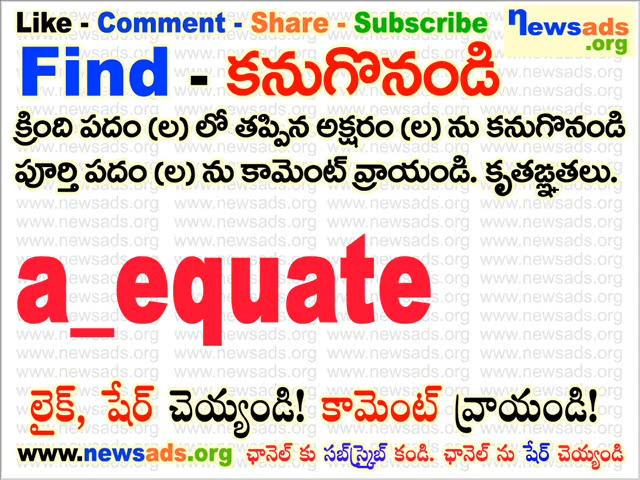 Like - Comment - Share - Subscribe
newsads
.org
Find - కనుగొనండి
క్రింది పదం (ల) లో తప్పిన అక్షరం (ల) ను కనుగొనండి
పూర్తి పదం (ల) ను కామెంట్ వ్రాయండి. కృతజ్ఞతలు.
a_equate
లైక్, షేర్ చెయ్యండి! కామెంట్ వ్రాయండి!
www.newsads.org ఛానెల్ కు సబ్‌స్క్రైబ్ కండి. ఛానెల్ ను షేర్ చెయ్యండి